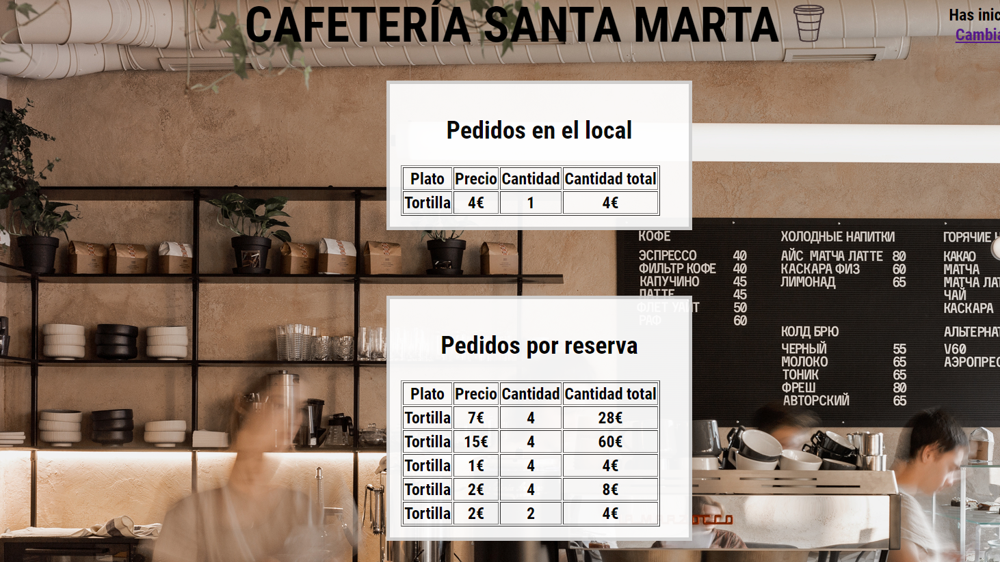 CAFETERÍA SANTA MARTA
Has inic
Cambia
Pedidos en el local
Plato Precio Cantidad Cantidad total
Tortilla 4€ 1 4€
КОФЕ
ЭСПРЕССО 40
ФИЛЬТР КОФЕ 40
КАПУЧИНО 45
ЛАТТЕ 45
ФЛЕТ УАЙТ 50
РАФ 60
ХОЛОДНЫЕ НАПИТКИ
АЙС МАТЧА ЛАТТЕ 80
КАСКАРА ФИЗ 60
ЛИМОНАД 65
КОЛД БРЮ
ЧЕРНЫЙ 55
МОЛОКО 65
ТОНИК 65
ФРЕШ 80
АВТОРСКИЙ 65
ГОРЯЧИЕ Н
КАКАО
МАТЧА
МАТЧА ЛАТ
ЧАЙ
КАСКАРА
АЛЬТЕРНАТ
V60
АЭРОПРЕС
Pedidos por reserva
Plato Precio Cantidad Cantidad total
Tortilla 7€ 4 28€
Tortilla 15€ 4 60€
Tortilla 1€ 4 4€
Tortilla 2€ 4 8€
Tortilla 2€ 2 4€